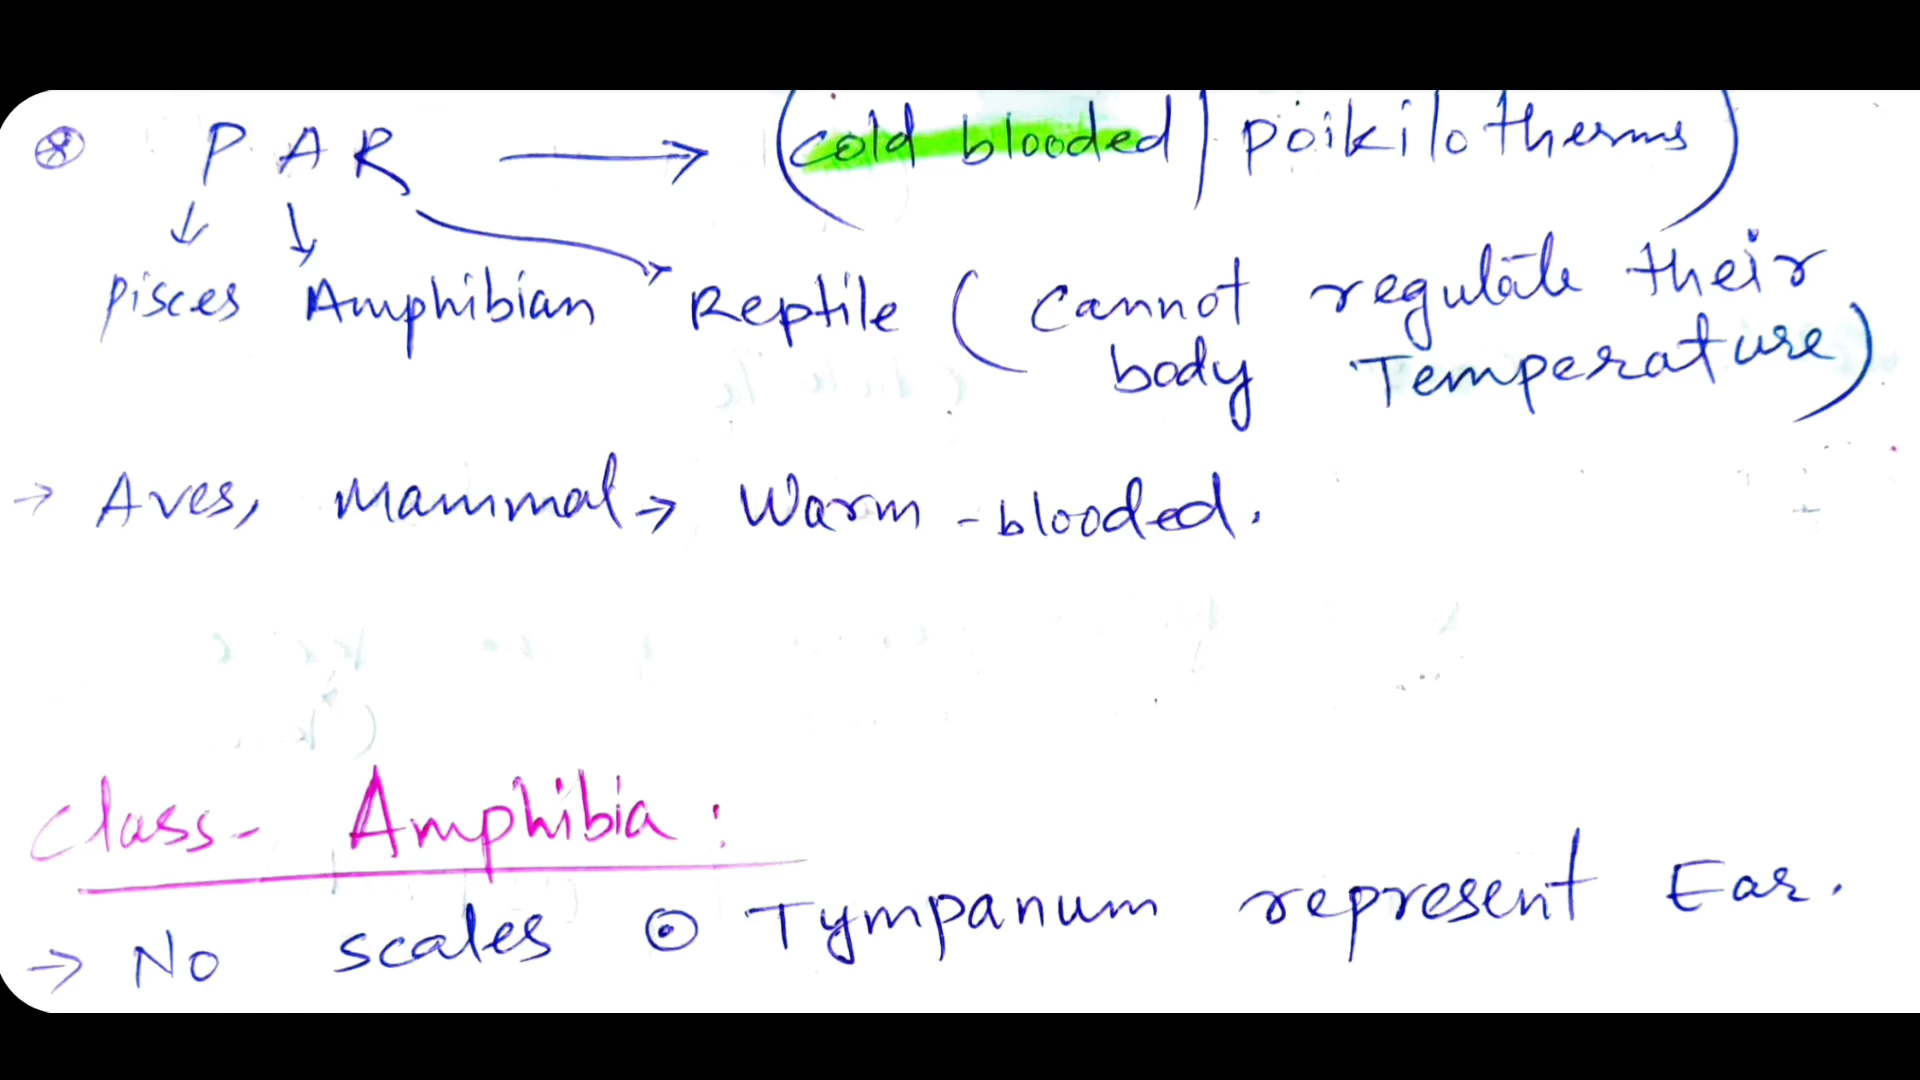 ⊗ PAR → (cold blooded | poikilotherms)
↓ ↓
Pisces Amphibian Reptile (cannot regulate their
body Temperature)
→ Aves, Mammal → Warm - blooded.
Class - Amphibia :
→ No scales ⊙ Tympanum represent Ear.